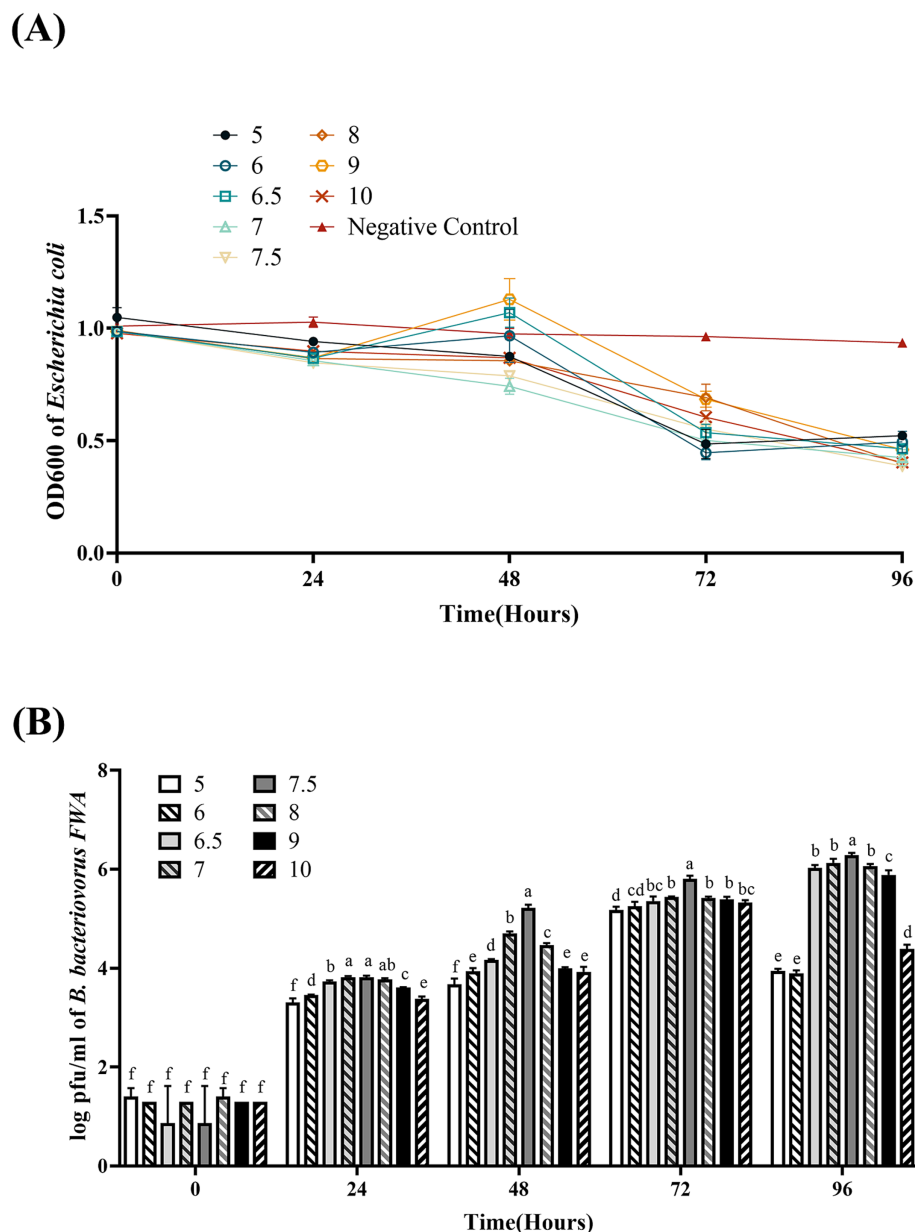 (A)
5 8
6 9
6.5 10
7 Negative Control
7.5
1.5
1.0
0.5
0.0
OD600 of Escherichia coli
0 24 48 72 96
Time(Hours)
(B)
8
6
4
2
0
log pfu/ml of B. bacteriovorus FWA
5 7.5
6 8
6.5 9
7 10
f f f f f f f f
f d b a a ab c e
f e d b a c e e
d cd bc b a b b bc
e e b b a b c d
0 24 48 72 96
Time(Hours)